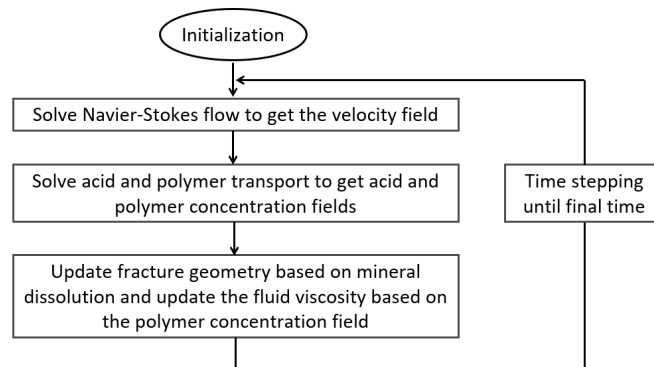 Initialization
Solve Navier-Stokes flow to get the velocity field
Solve acid and polymer transport to get acid and
polymer concentration fields
Time stepping
until final time
Update fracture geometry based on mineral
dissolution and update the fluid viscosity based on
the polymer concentration field